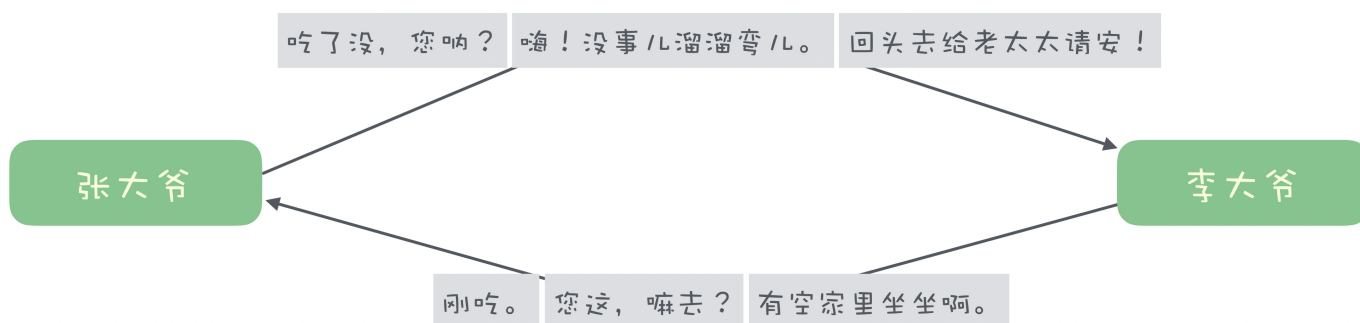 吃了没，您呐？ 嗨！没事儿溜溜弯儿。 回头去给老太太请安！
张大爷 李大爷
刚吃。 您这，嘛去？ 有空家里坐坐啊。